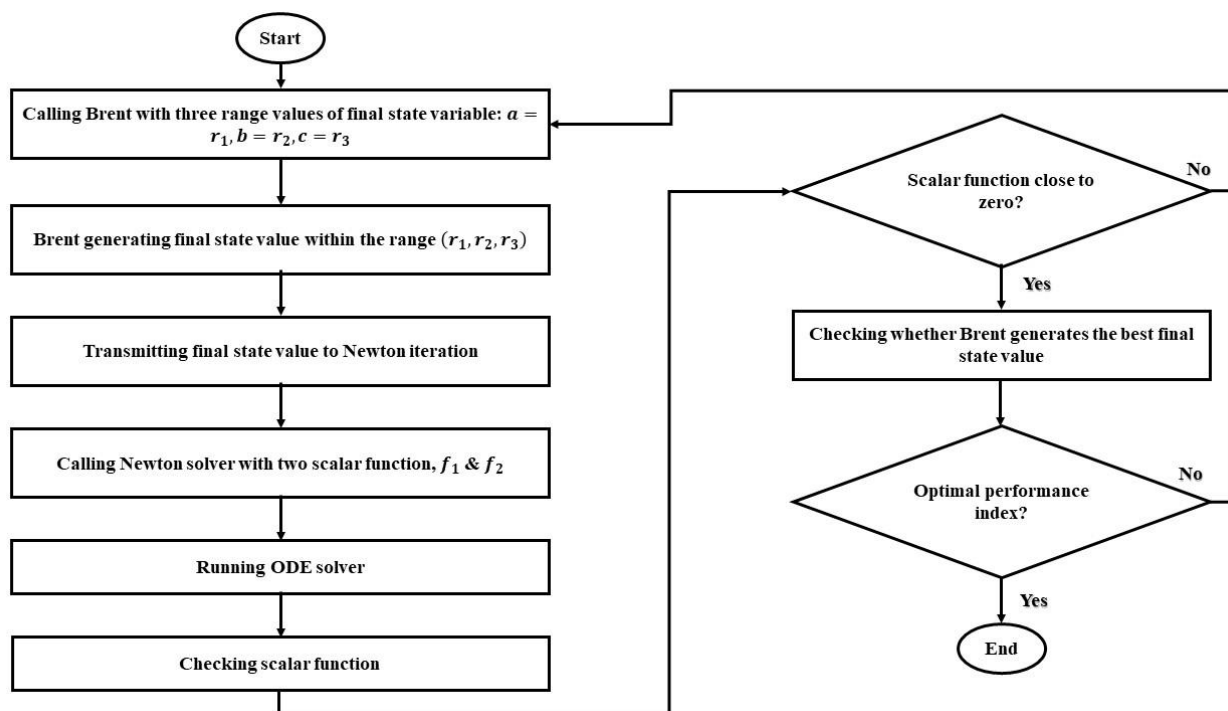 Start
Calling Brent with three range values of final state variable: a =
r₁, b = r₂, c = r₃
Brent generating final state value within the range (r₁, r₂, r₃)
Transmitting final state value to Newton iteration
Calling Newton solver with two scalar function, f₁ & f₂
Running ODE solver
Checking scalar function
Scalar function close to
zero?
No
Yes
Checking whether Brent generates the best final
state value
Optimal performance
index?
No
Yes
End